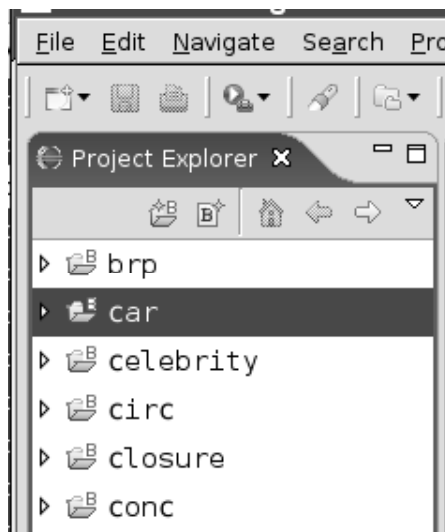 File Edit Navigate Search Pro
Project Explorer
brp
car
celebrity
circ
closure
conc